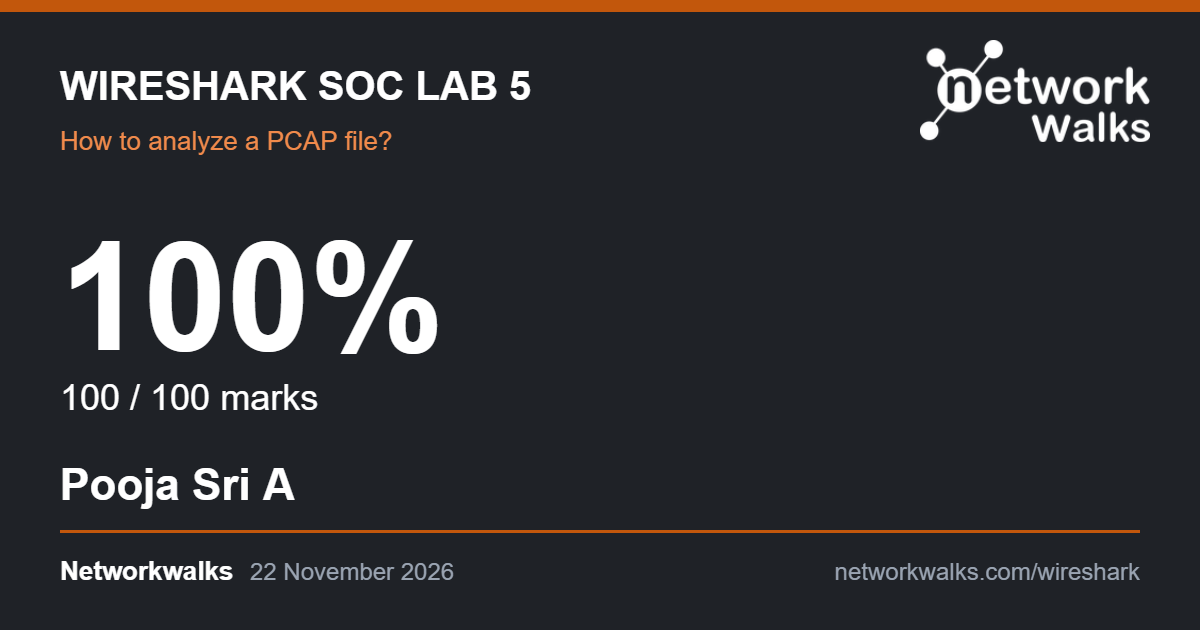 WIRESHARK SOC LAB 5
How to analyze a PCAP file?
network
walks
100%
100 / 100 marks
Pooja Sri A
Networkwalks 22 November 2026
networkwalks.com/wireshark